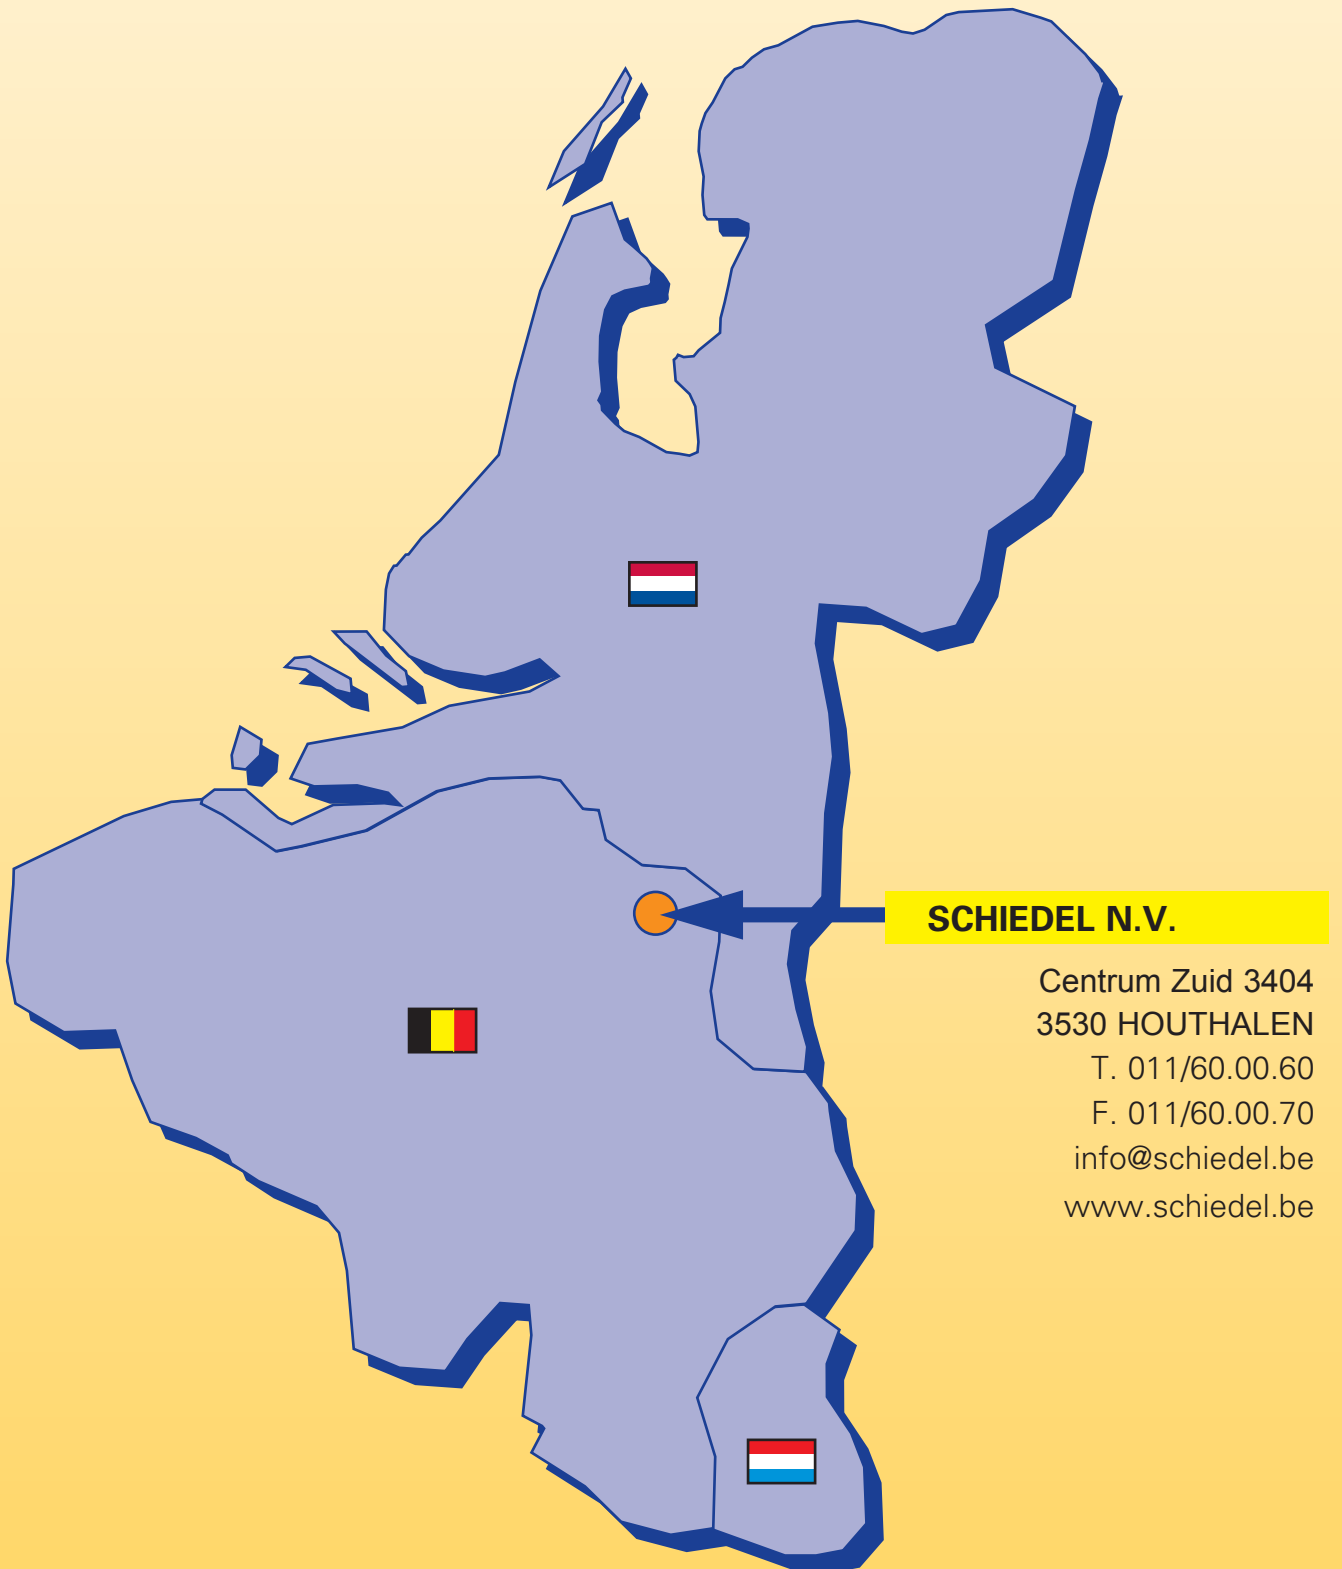 SCHIEDEL N.V.
Centrum Zuid 3404
3530 HOUTHALEN
T. 011/60.00.60
F. 011/60.00.70
info@schiedel.be
www.schiedel.be